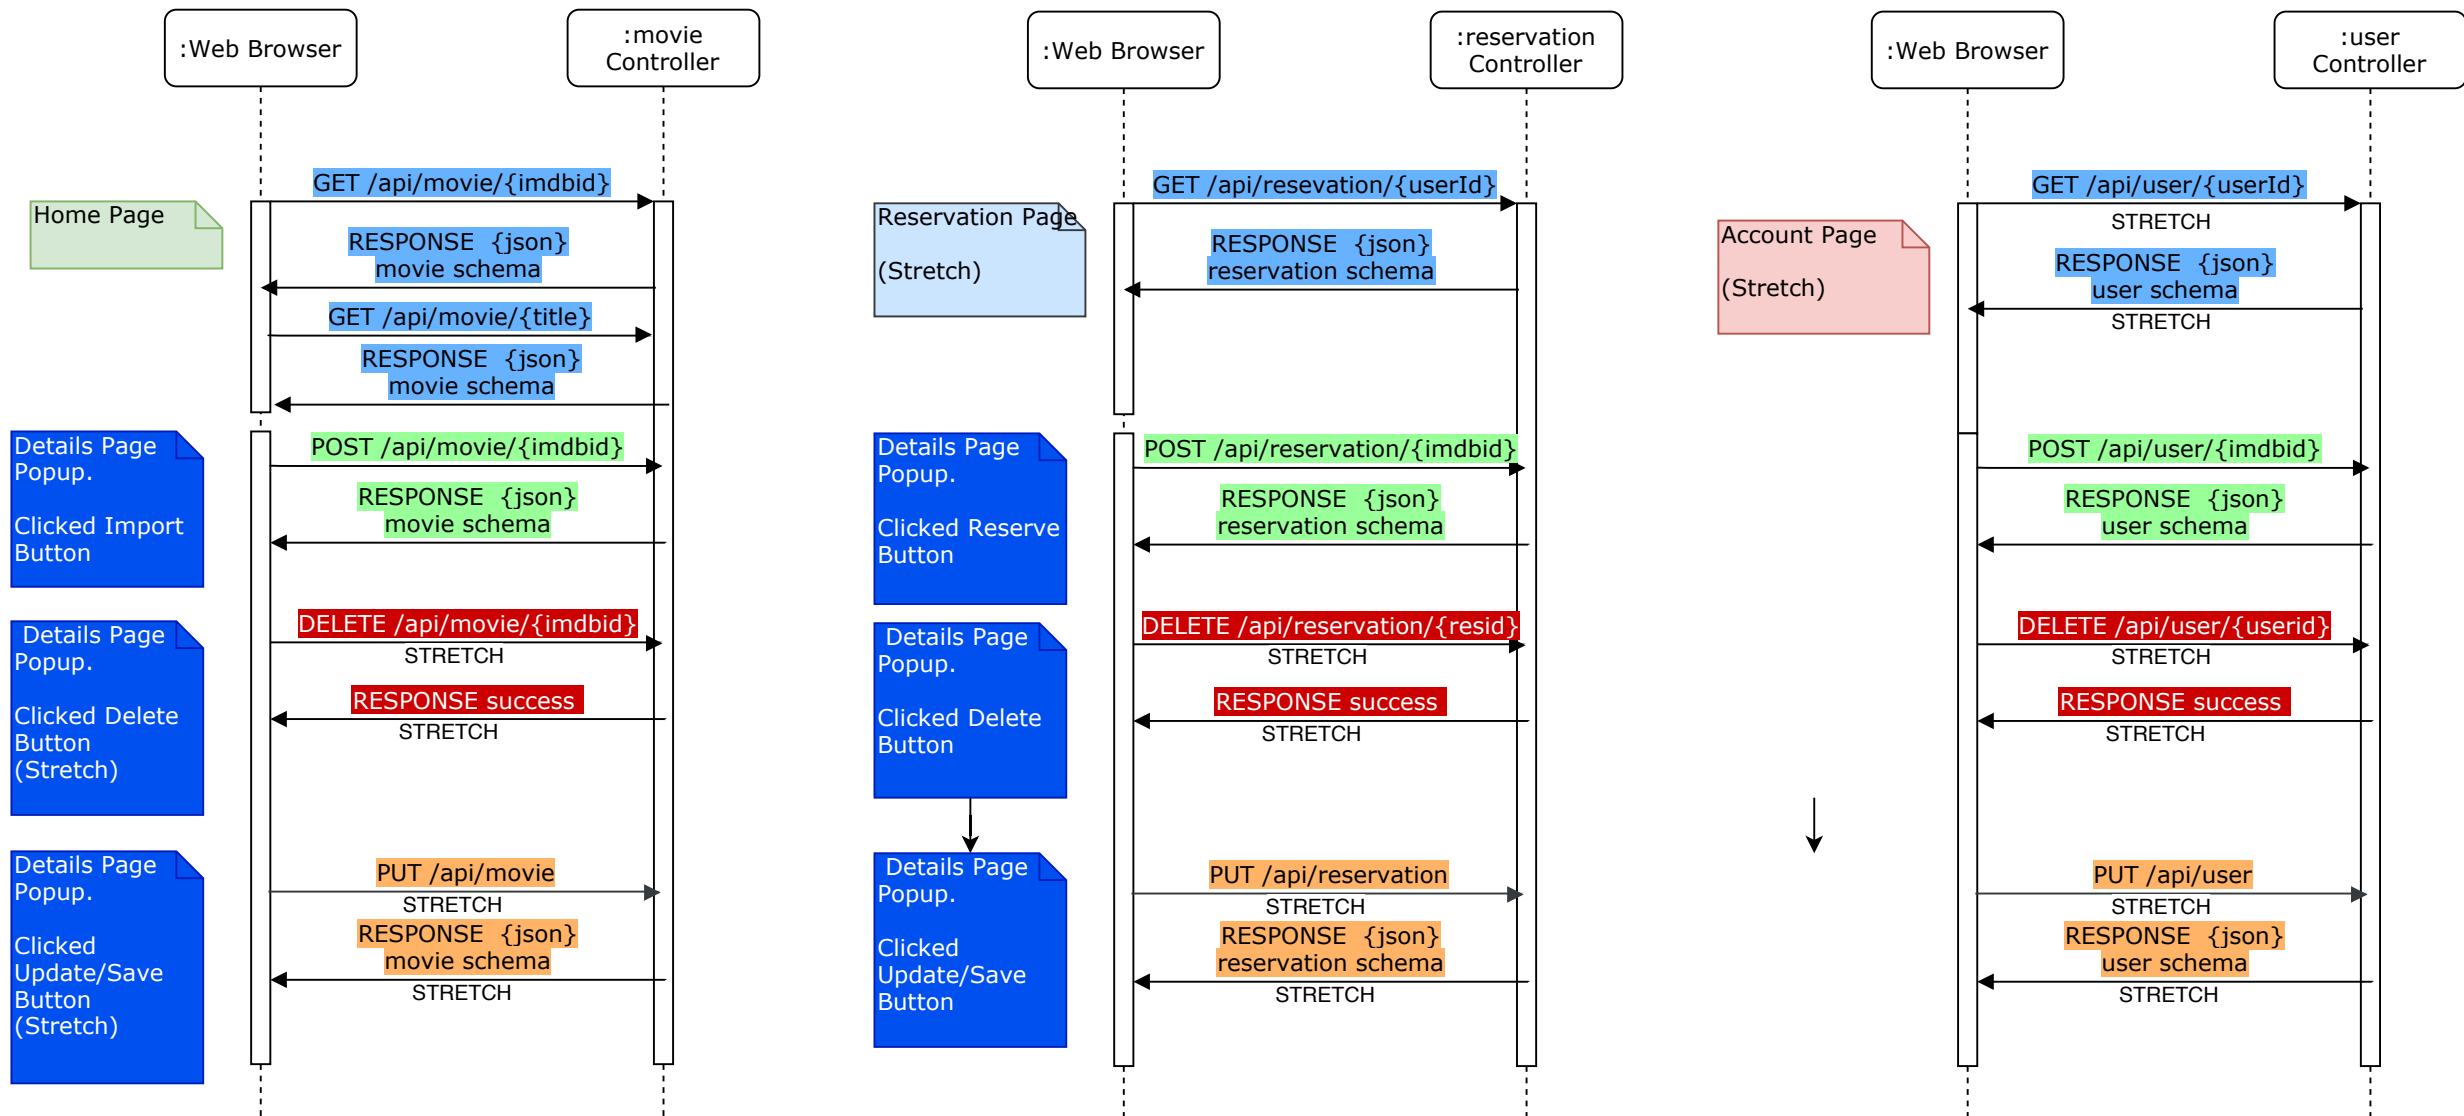 :Web Browser
:movie
Controller
Home Page
GET /api/movie/{imdbid}
RESPONSE  {json}
movie schema
GET /api/movie/{title}
RESPONSE  {json}
movie schema
Details Page
Popup.
Clicked Import
Button
POST /api/movie/{imdbid}
RESPONSE  {json}
movie schema
Details Page
Popup.
Clicked Delete
Button
(Stretch)
DELETE /api/movie/{imdbid}
STRETCH
RESPONSE success
STRETCH
Details Page
Popup.
Clicked
Update/Save
Button
(Stretch)
PUT /api/movie
STRETCH
RESPONSE  {json}
movie schema
STRETCH
:Web Browser
:reservation
Controller
Reservation Page
(Stretch)
GET /api/resevation/{userId}
RESPONSE  {json}
reservation schema
Details Page
Popup.
Clicked Reserve
Button
POST /api/reservation/{imdbid}
RESPONSE  {json}
reservation schema
Details Page
Popup.
Clicked Delete
Button
DELETE /api/reservation/{resid}
STRETCH
RESPONSE success
STRETCH
Details Page
Popup.
Clicked
Update/Save
Button
PUT /api/reservation
STRETCH
RESPONSE  {json}
reservation schema
STRETCH
:Web Browser
:user
Controller
Account Page
(Stretch)
GET /api/user/{userId}
STRETCH
RESPONSE  {json}
user schema
STRETCH
POST /api/user/{imdbid}
RESPONSE  {json}
user schema
DELETE /api/user/{userid}
STRETCH
RESPONSE success
STRETCH
PUT /api/user
STRETCH
RESPONSE  {json}
user schema
STRETCH